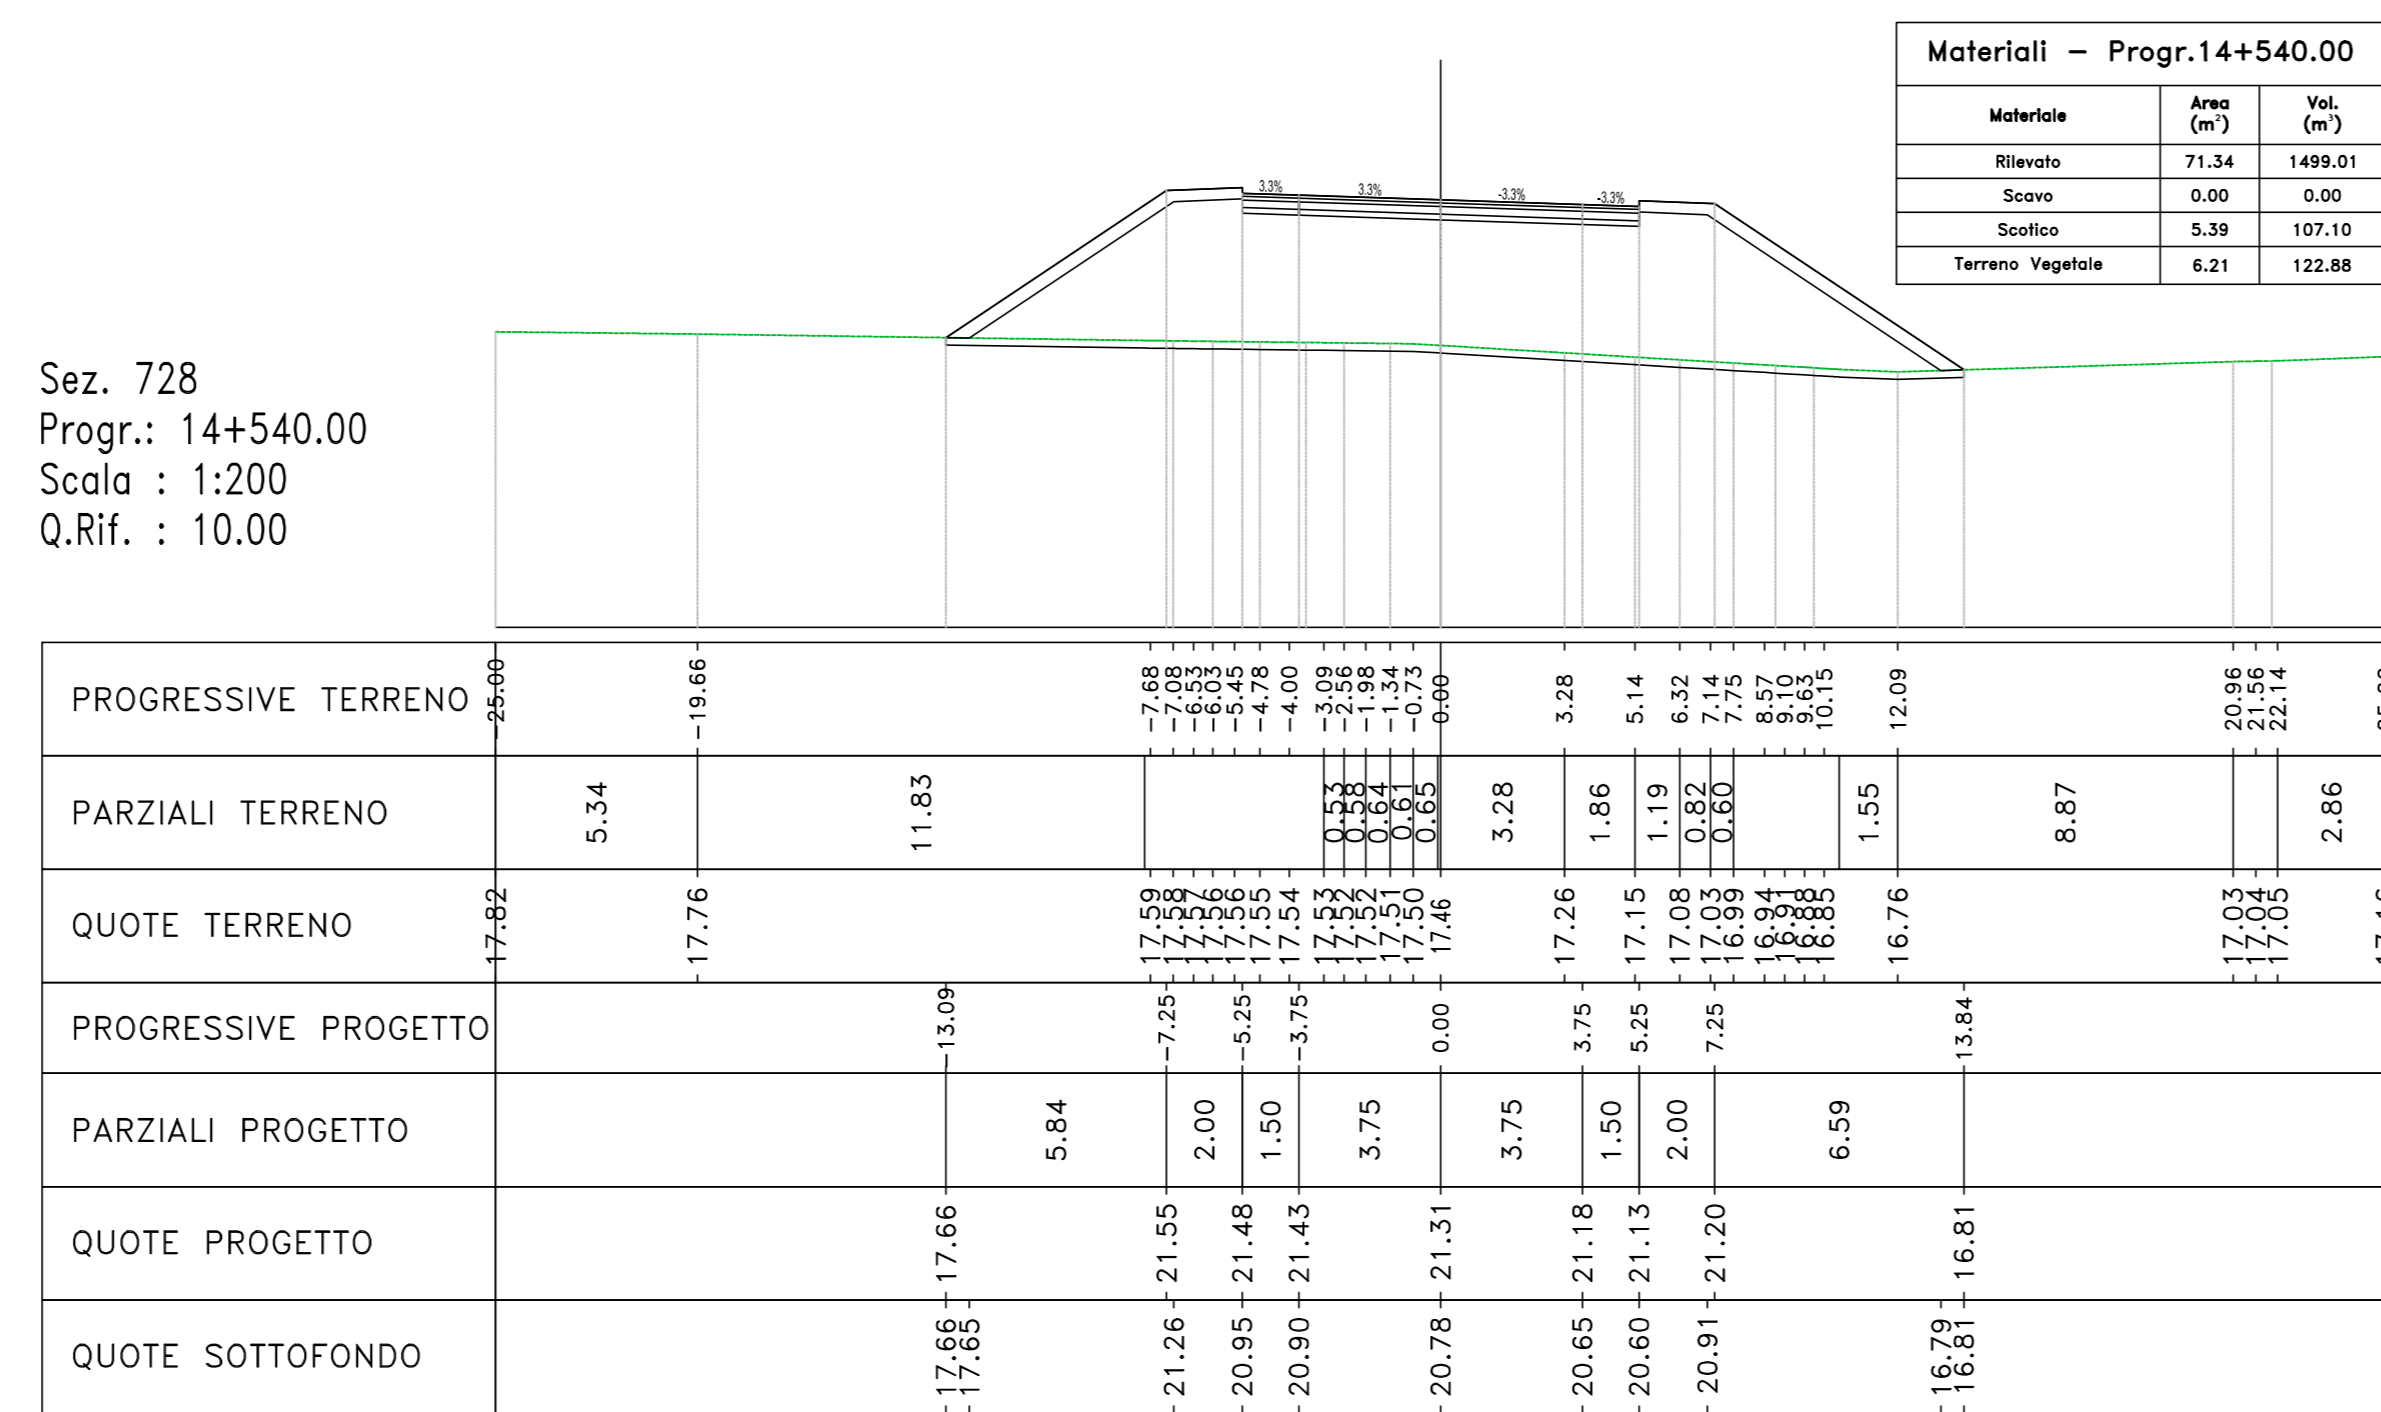 Materiali – Progr.14+540.00
Materiale Area (m²) Vol. (m³)
Rilevato 71.34 1499.01
Scavo 0.00 0.00
Scotico 5.39 107.10
Terreno Vegetale 6.21 122.88
3.3% 3.3% -3.3% -3.3%
Sez. 728
Progr.: 14+540.00
Scala : 1:200
Q.Rif. : 10.00
PROGRESSIVE TERRENO -25.00 -19.66 -7.68 -7.08 -6.53 -6.03 -5.45 -4.78 -4.00 -3.09 -2.56 -1.98 -1.34 -0.73 0.00 3.28 5.14 6.32 7.14 7.75 8.57 9.10 9.63 10.15 12.09 20.96 21.56 22.14
PARZIALI TERRENO 5.34 11.83 0.53 0.58 0.64 0.61 0.65 3.28 1.86 1.19 0.82 0.60 1.55 8.87 2.86
QUOTE TERRENO 17.82 17.76 17.59 17.58 17.57 17.56 17.56 17.55 17.54 17.53 17.52 17.52 17.51 17.50 17.46 17.26 17.15 17.08 17.03 16.99 16.94 16.91 16.88 16.85 16.76 17.03 17.04 17.05
PROGRESSIVE PROGETTO -13.09 -7.25 -5.25 -3.75 0.00 3.75 5.25 7.25 13.84
PARZIALI PROGETTO 5.84 2.00 1.50 3.75 3.75 1.50 2.00 6.59
QUOTE PROGETTO 17.66 21.55 21.48 21.43 21.31 21.18 21.13 21.20 16.81
QUOTE SOTTOFONDO 17.66 17.65 21.26 20.95 20.90 20.78 20.65 20.60 20.91 16.79 16.81